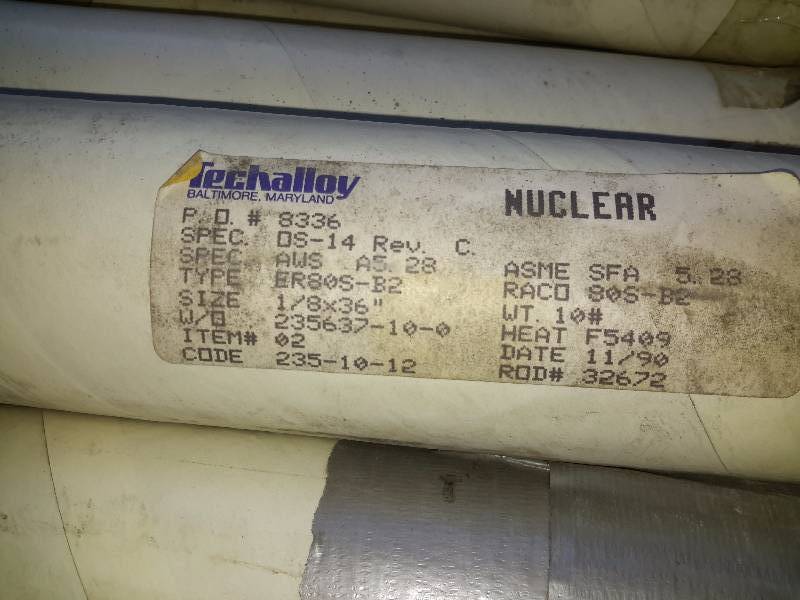 Techalloy
BALTIMORE, MARYLAND
NUCLEAR
P.O. # 8336
SPEC. OS-14 Rev. C.
SPEC. AWS A5.28 ASME SFA 5.28
TYPE ER80S-B2 RACO 80S-B2
SIZE 1/8x36" WT. 10#
W/O 235637-10-0 HEAT F5409
ITEM# 02 DATE 11/90
CODE 235-10-12 ROD# 32672